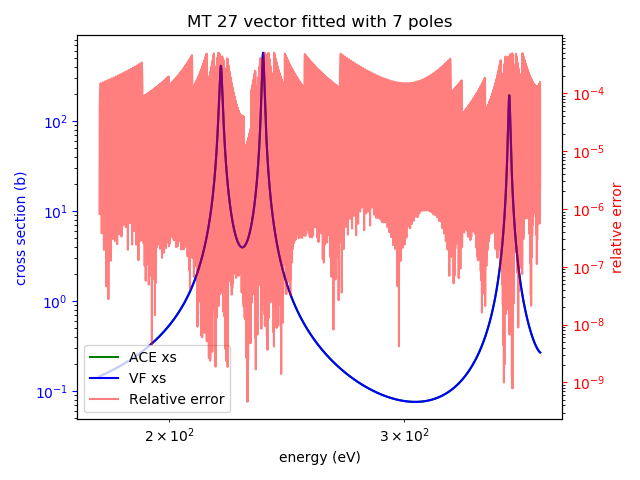 MT 27 vector fitted with 7 poles
cross section (b)
10²
10¹
10⁰
10⁻¹
10⁻⁴
10⁻⁵
10⁻⁶
10⁻⁷
10⁻⁸
10⁻⁹
relative error
ACE xs
VF xs
Relative error
2 × 10²
3 × 10²
energy (eV)